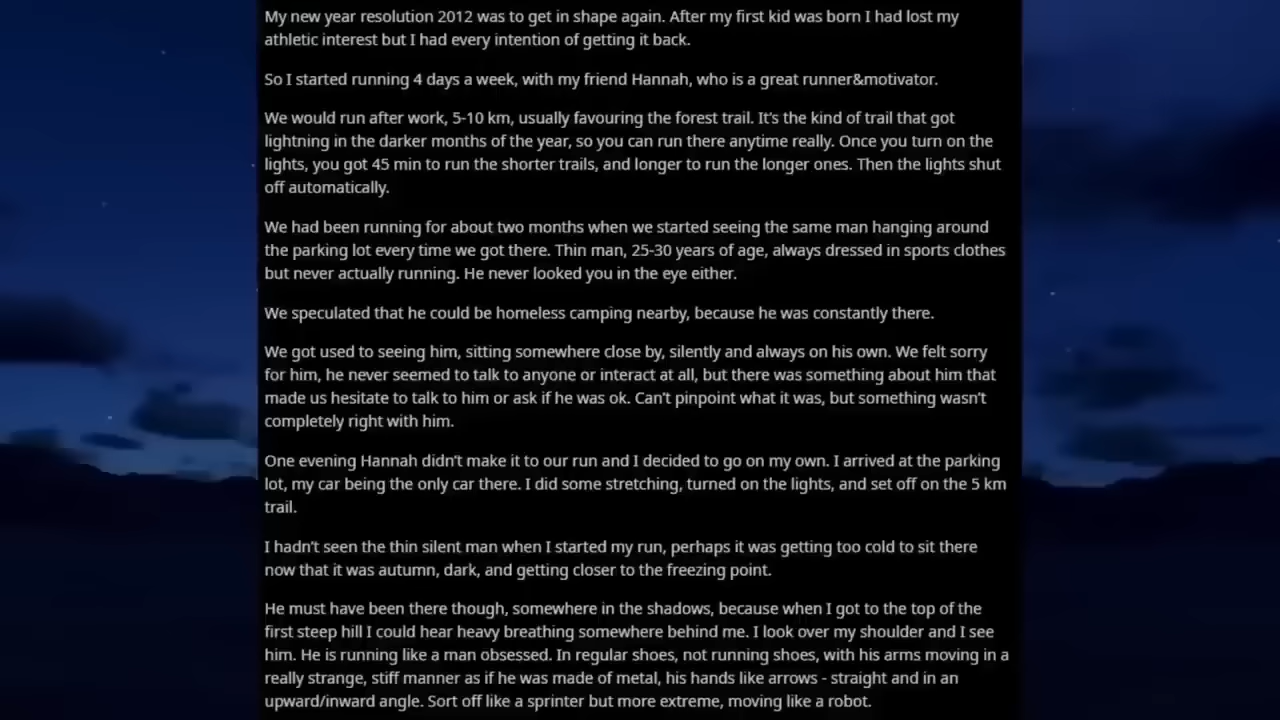 My new year resolution 2012 was to get in shape again. After my first kid was born I had lost my
athletic interest but I had every intention of getting it back.
So I started running 4 days a week, with my friend Hannah, who is a great runner&motivator.
We would run after work, 5-10 km, usually favouring the forest trail. It's the kind of trail that got
lightning in the darker months of the year, so you can run there anytime really. Once you turn on the
lights, you got 45 min to run the shorter trails, and longer to run the longer ones. Then the lights shut
off automatically.
We had been running for about two months when we started seeing the same man hanging around
the parking lot every time we got there. Thin man, 25-30 years of age, always dressed in sports clothes
but never actually running. He never looked you in the eye either.
We speculated that he could be homeless camping nearby, because he was constantly there.
We got used to seeing him, sitting somewhere close by, silently and always on his own. We felt sorry
for him, he never seemed to talk to anyone or interact at all, but there was something about him that
made us hesitate to talk to him or ask if he was ok. Can't pinpoint what it was, but something wasn't
completely right with him.
One evening Hannah didn't make it to our run and I decided to go on my own. I arrived at the parking
lot, my car being the only car there. I did some stretching, turned on the lights, and set off on the 5 km
trail.
I hadn't seen the thin silent man when I started my run, perhaps it was getting too cold to sit there
now that it was autumn, dark, and getting closer to the freezing point.
He must have been there though, somewhere in the shadows, because when I got to the top of the
first steep hill I could hear heavy breathing somewhere behind me. I look over my shoulder and I see
him. He is running like a man obsessed. In regular shoes, not running shoes, with his arms moving in a
really strange, stiff manner as if he was made of metal, his hands like arrows - straight and in an
upward/inward angle. Sort off like a sprinter but more extreme, moving like a robot.